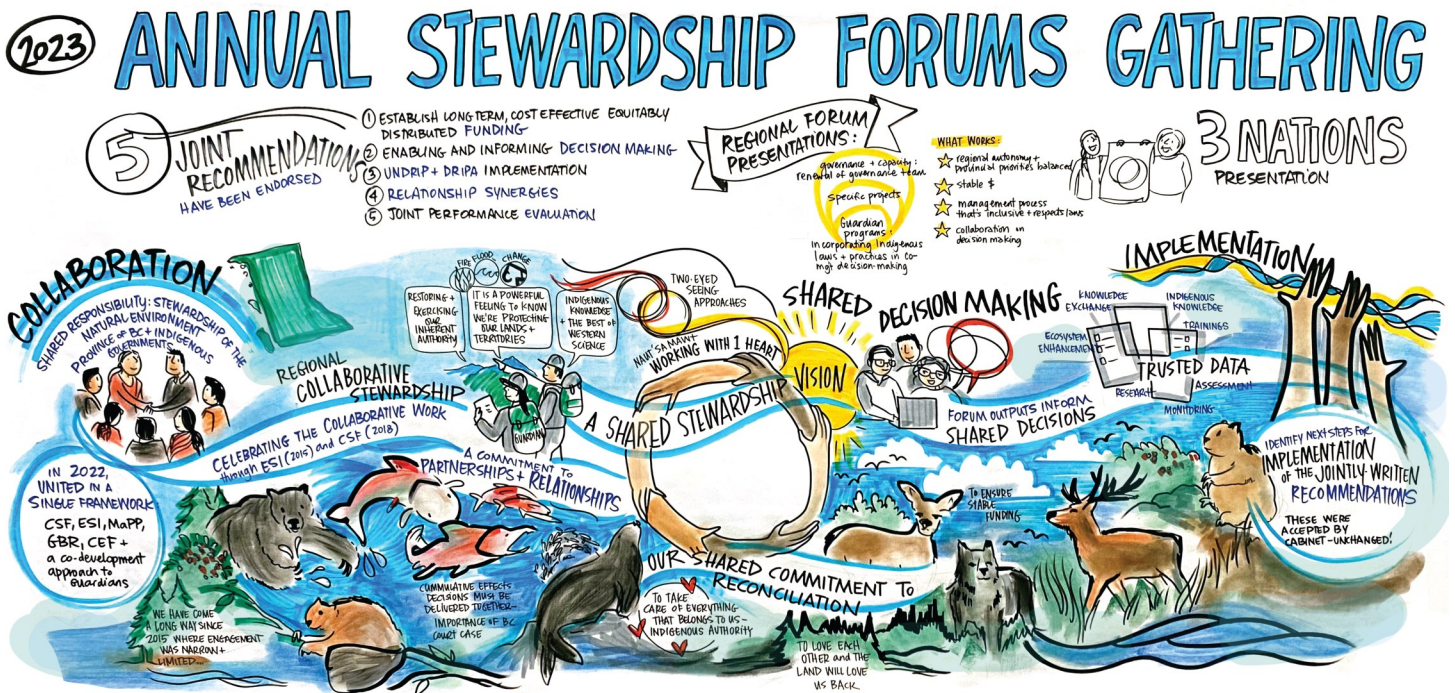 2023
ANNUAL STEWARDSHIP FORUMS GATHERING
5
JOINT
RECOMMENDATIONS
HAVE BEEN ENDORSED
1 ESTABLISH LONG TERM, COST EFFECTIVE EQUITABLY
DISTRIBUTED FUNDING
2 ENABLING AND INFORMING DECISION MAKING
3 UNDRIP + DRIPA IMPLEMENTATION
4 RELATIONSHIP SYNERGIES
5 JOINT PERFORMANCE EVALUATION
REGIONAL FORUM
PRESENTATIONS:
governance + capacity:
renewal of governance team
specific projects
Guardian
programs:
Incorporating Indigenous
laws + practices in co-
mgt decision-making
WHAT WORKS:
regional autonomy +
provincial priorities balanced
stable $
management process
that's inclusive + respects laws
collaboration on
decision making
3 NATIONS
PRESENTATION
COLLABORATION
SHARED RESPONSIBILITY: STEWARDSHIP OF THE
NATURAL ENVIRONMENT
PROVINCE OF BC + INDIGENOUS
GOVERNMENTS
REGIONAL
COLLABORATIVE
STEWARDSHIP
CELEBRATING THE COLLABORATIVE WORK
through ESI (2015) and CSF (2018)
FIRE
FLOOD
CHANGE
RESTORING +
EXERCISING
OUR
INHERENT
AUTHORITY
IT IS A POWERFUL
FEELING TO KNOW
WE'RE PROTECTING
OUR LANDS +
TERRITORIES
INDIGENOUS
KNOWLEDGE
+ THE BEST OF
WESTERN
SCIENCE
GUARDIAN
TWO-EYED
SEEING
APPROACHES
NAUT'SAMAWT
WORKING WITH 1 HEART
A SHARED STEWARDSHIP
VISION
SHARED DECISION MAKING
FORUM OUTPUTS INFORM
SHARED DECISIONS
IMPLEMENTATION
KNOWLEDGE
EXCHANGE
INDIGENOUS
KNOWLEDGE
TRAININGS
ECOSYSTEM
ENHANCEMENT
TRUSTED DATA
RESEARCH
ASSESSMENT
MONITORING
IN 2022,
UNITED IN A
SINGLE FRAMEWORK
CSF, ESI, MaPP,
GBR, CEF +
a co-development
approach to
Guardians
A COMMITMENT TO
PARTNERSHIPS + RELATIONSHIPS
WE HAVE COME
A LONG WAY SINCE
2015 WHERE ENGAGEMENT
WAS NARROW +
LIMITED...
CUMMULATIVE EFFECTS
DECISIONS MUST BE
DELIVERED TOGETHER-
IMPORTANCE OF BC
COURT CASE
OUR SHARED COMMITMENT TO
RECONCILIATION
TO TAKE
CARE OF EVERYTHING
THAT BELONGS TO US-
INDIGENOUS AUTHORITY
TO LOVE EACH
OTHER and THE
LAND WILL LOVE
US BACK
TO ENSURE
STABLE
FUNDING
IDENTIFY NEXT STEPS FOR
IMPLEMENTATION
OF THE JOINTLY-WRITTEN
RECOMMENDATIONS
THESE WERE
ACCEPTED BY
CABINET-UNCHANGED!